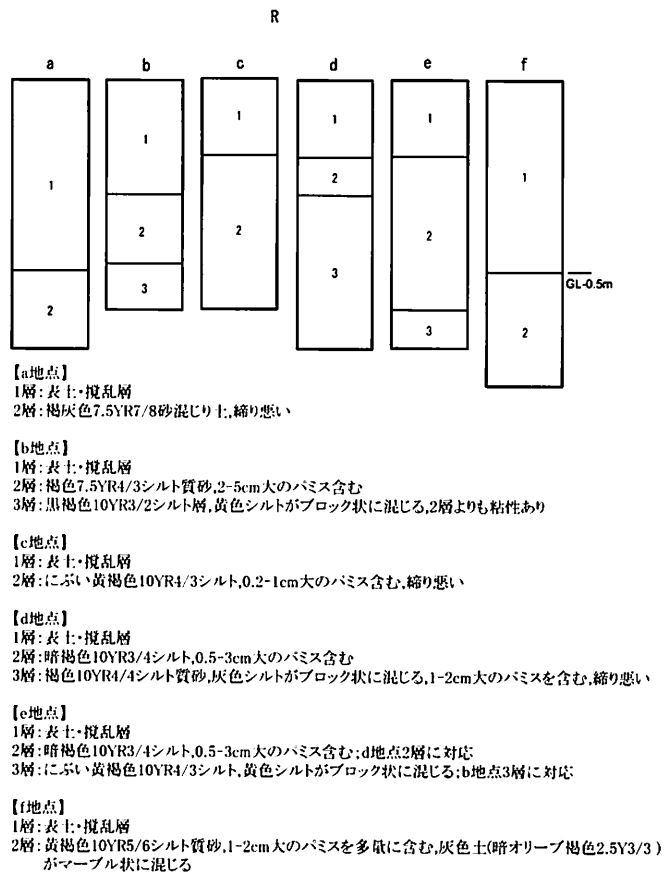 R
a b c d e f
1 1 1 1 1 1
2 2 2 2 2 2
3 3 3
GL-0.5m
【a地点】
1層:表土・撹乱層
2層:褐灰色7.5YR7/8砂混じり土,締り悪い
【b地点】
1層:表土・撹乱層
2層:褐色7.5YR4/3シルト質砂,2-5cm大のパミス含む
3層:黒褐色10YR3/2シルト層,黄色シルトがブロック状に混じる,2層よりも粘性あり
【c地点】
1層:表土・撹乱層
2層:にぶい黄褐色10YR4/3シルト,0.2-1cm大のパミス含む,締り悪い
【d地点】
1層:表土・撹乱層
2層:暗褐色10YR3/4シルト,0.5-3cm大のパミス含む
3層:褐色10YR4/4シルト質砂,灰色シルトがブロック状に混じる,1-2cm大のパミスを含む,締り悪い
【e地点】
1層:表土・撹乱層
2層:暗褐色10YR3/4シルト,0.5-3cm大のパミス含む;d地点2層に対応
3層:にぶい黄褐色10YR4/3シルト,黄色シルトがブロック状に混じる;b地点3層に対応
【f地点】
1層:表土・撹乱層
2層:黄褐色10YR5/6シルト質砂,1-2cm大のパミスを多量に含む,灰色土(暗オリーブ褐色2.5Y3/3)
がマーブル状に混じる